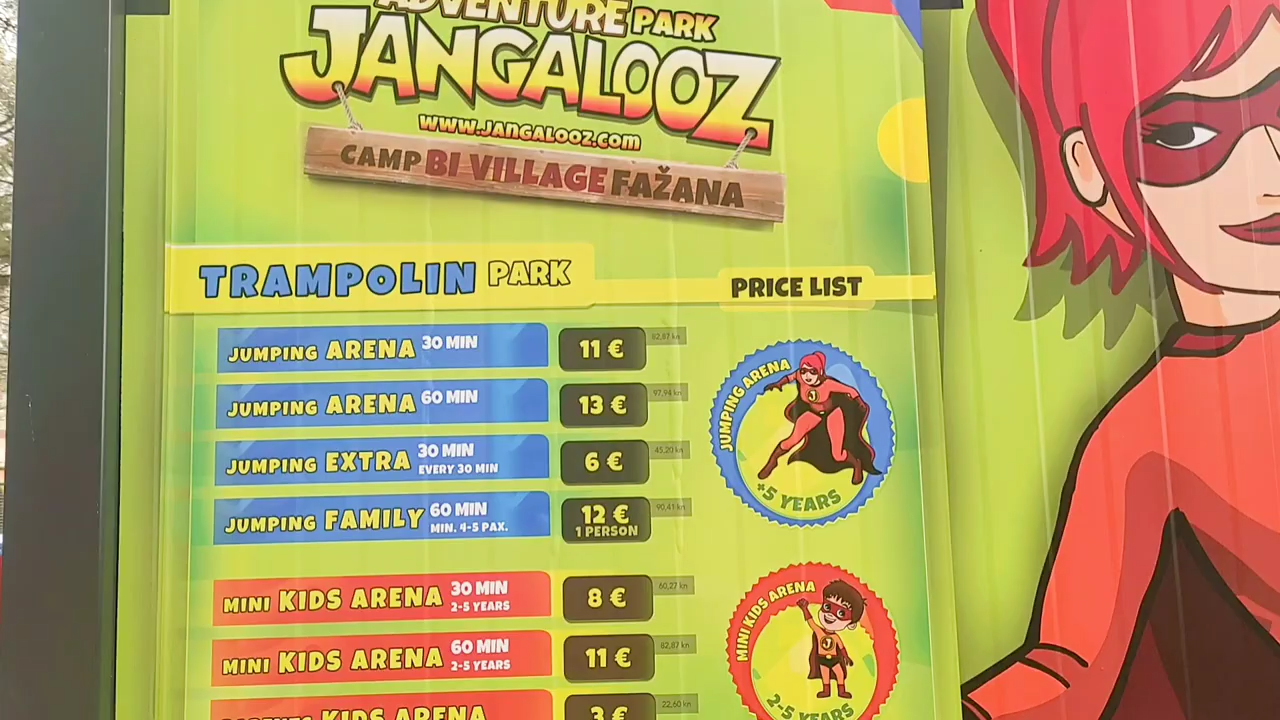 ADVENTURE PARK
JANGALOOZ
www.JANGALOOZ.com
CAMP BI VILLAGE FAŽANA
TRAMPOLIN PARK
PRICE LIST
JUMPING ARENA 30 MIN
11 €
82,87 kn
JUMPING ARENA 60 MIN
13 €
97,94 kn
JUMPING EXTRA 30 MIN
EVERY 30 MIN
6 €
45,20 kn
JUMPING FAMILY 60 MIN
MIN. 4-5 PAX.
12 €
1 PERSON
90,41 kn
JUMPING ARENA
+5 YEARS
MINI KIDS ARENA 30 MIN
2-5 YEARS
8 €
60,27 kn
MINI KIDS ARENA 60 MIN
2-5 YEARS
11 €
82,87 kn
KIDS ARENA
3 €
22,60 kn
MINI KIDS ARENA
2-5 YEARS